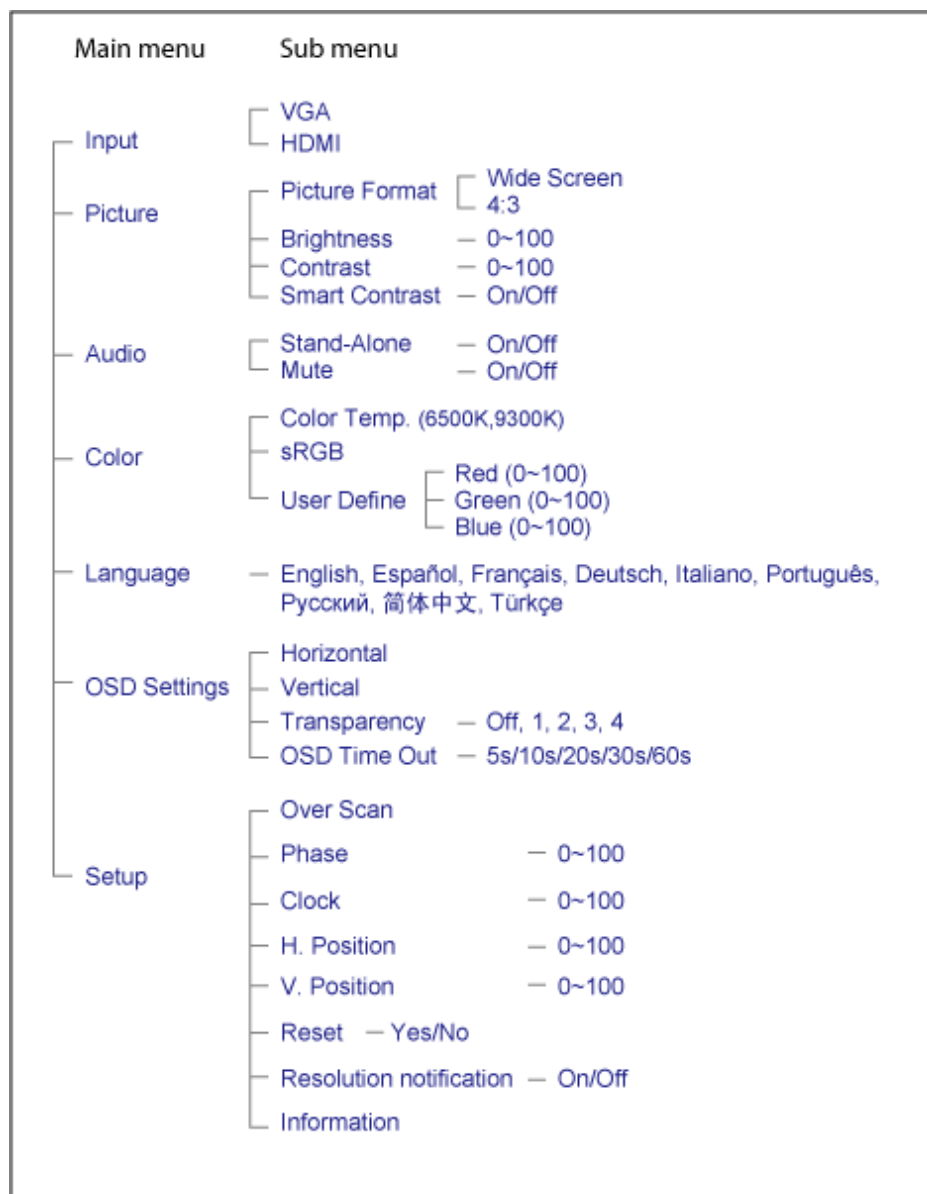 Main menu Sub menu
VGA
Input
HDMI
Wide Screen
Picture Format
4:3
Picture
Brightness — 0~100
Contrast — 0~100
Smart Contrast — On/Off
Stand-Alone — On/Off
Audio
Mute — On/Off
Color Temp. (6500K,9300K)
Color
sRGB
Red (0~100)
User Define
Green (0~100)
Blue (0~100)
Language — English, Español, Français, Deutsch, Italiano, Português,
Русский, 简体中文, Türkçe
Horizontal
OSD Settings
Vertical
Transparency — Off, 1, 2, 3, 4
OSD Time Out — 5s/10s/20s/30s/60s
Over Scan
Phase — 0~100
Setup
Clock — 0~100
H. Position — 0~100
V. Position — 0~100
Reset — Yes/No
Resolution notification — On/Off
Information